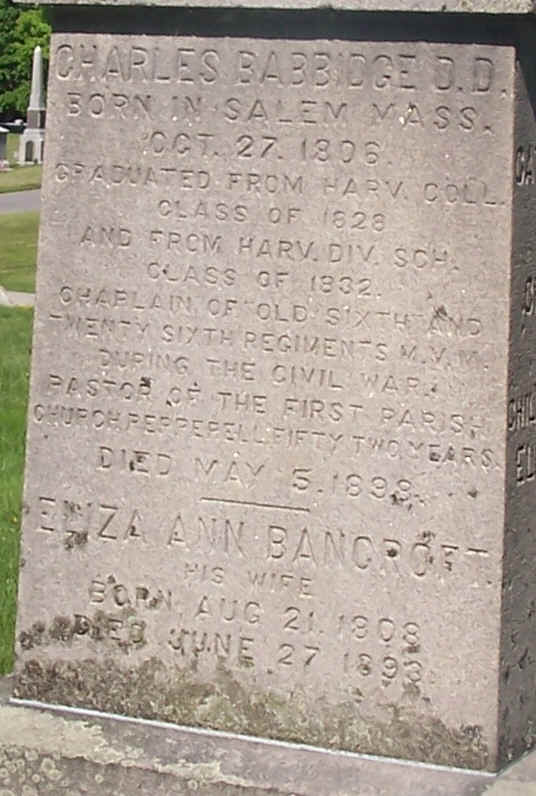 CHARLES BABBIDGE D.D.
BORN IN SALEM MASS.
OCT. 27. 1806.
GRADUATED FROM HARV. COLL.
CLASS OF 1828
AND FROM HARV. DIV. SCH.
CLASS OF 1832.
CHAPLAIN OF OLD SIXTH AND
TWENTY SIXTH REGIMENTS M.V.M.
DURING THE CIVIL WAR.
PASTOR OF THE FIRST PARISH
CHURCH, PEPPERELL, FIFTY TWO YEARS.
DIED MAY 5. 1898.
ELIZA ANN BANCROFT.
HIS WIFE
BORN AUG 21. 1808
DIED JUNE 27 1893.